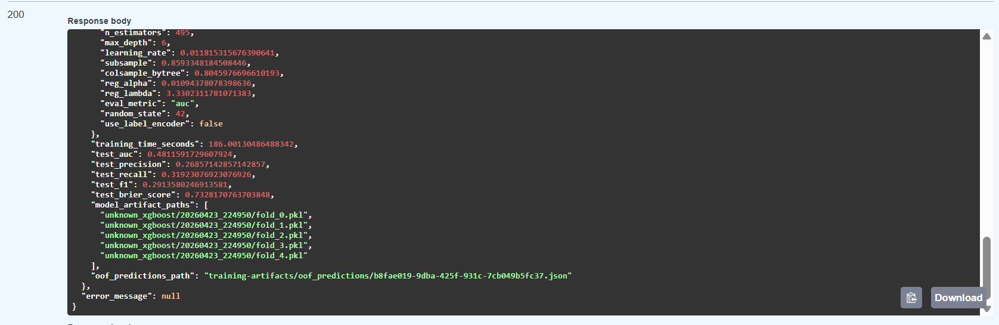 200
Response body
"n_estimators": 495,
"max_depth": 6,
"learning_rate": 0.011815315676390641,
"subsample": 0.8593348184508446,
"colsample_bytree": 0.8045976696610193,
"reg_alpha": 0.01094378078398636,
"reg_lambda": 3.3302311781071383,
"eval_metric": "auc",
"random_state": 42,
"use_label_encoder": false
},
"training_time_seconds": 186.00130486488342,
"test_auc": 0.4811591729607924,
"test_precision": 0.26857142857142857,
"test_recall": 0.31923076923076926,
"test_f1": 0.2913580246913581,
"test_brier_score": 0.7328170763703848,
"model_artifact_paths": [
"unknown_xgboost/20260423_224950/fold_0.pkl",
"unknown_xgboost/20260423_224950/fold_1.pkl",
"unknown_xgboost/20260423_224950/fold_2.pkl",
"unknown_xgboost/20260423_224950/fold_3.pkl",
"unknown_xgboost/20260423_224950/fold_4.pkl"
],
"oof_predictions_path": "training-artifacts/oof_predictions/b8fae019-9dba-425f-931c-7cb049b5fc37.json"
},
"error_message": null
}
Download